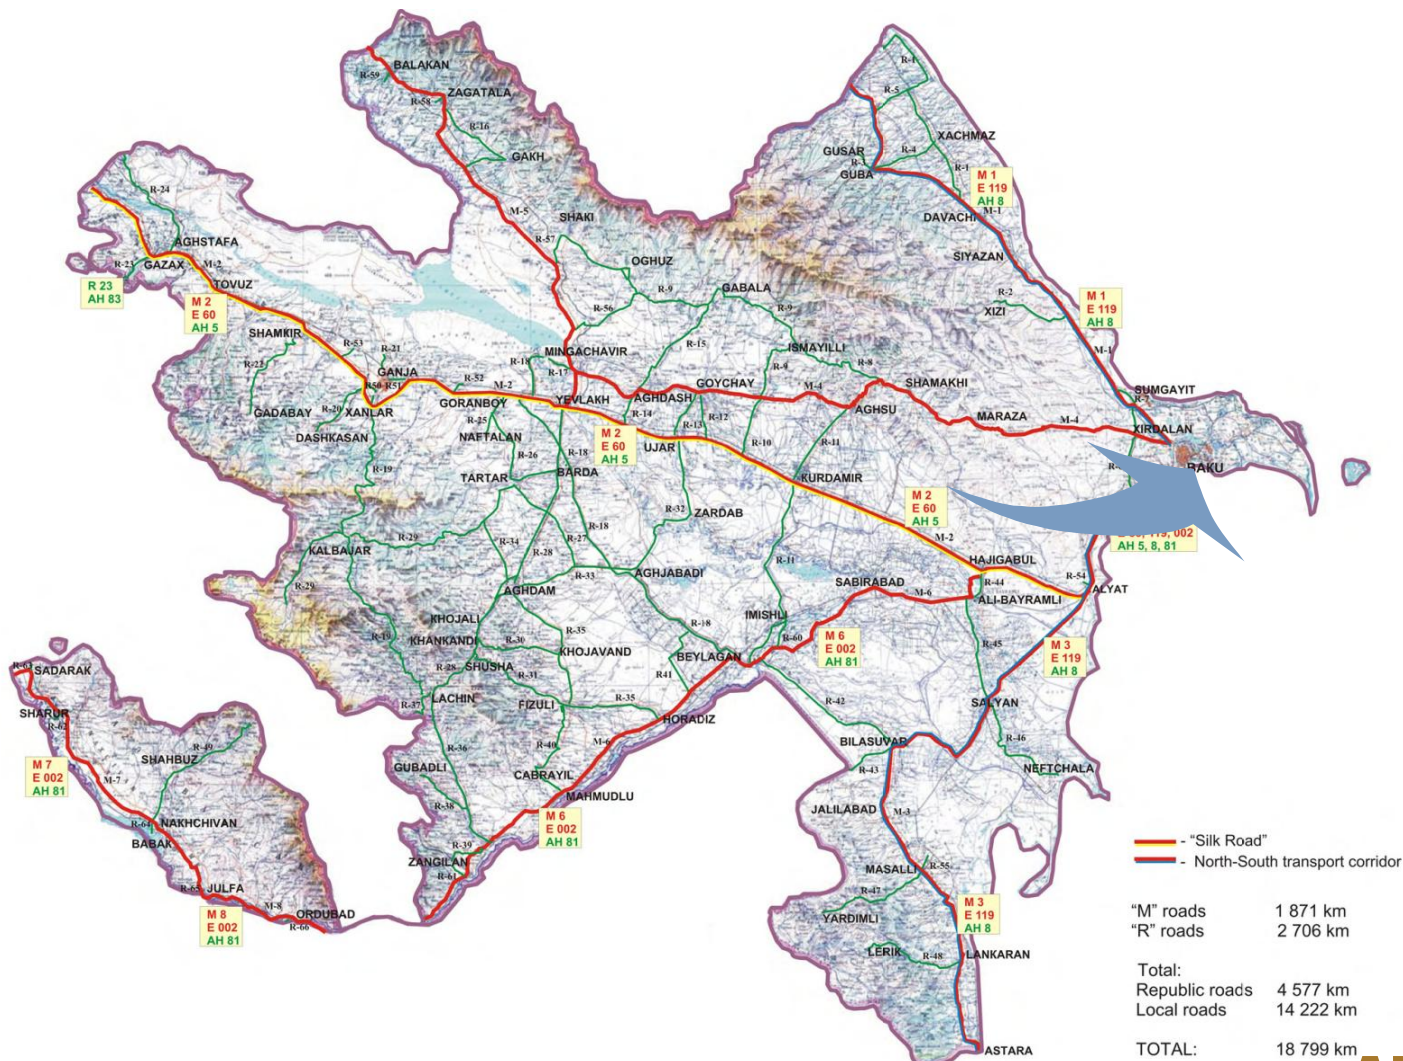 BALAKAN
R-59
ZAGATALA
R-58
R-16
GAKH
R-1
R-5
XACHMAZ
GUSAR
R-4
R-3
GUBA
R-1
M 1
E 119
AH 8
M-1
DAVACHI
SIYAZAN
R-24
AGHSTAFA
R-23
GAZAX
M-2
TOVUZ
R 23
AH 83
M 2
E 60
AH 5
M-5
SHAKI
R-57
OGHUZ
R-9
GABALA
R-9
R-56
R-2
XIZI
M 1
E 119
AH 8
M-1
SHAMKIR
R-53
R-21
R-22
GANJA
R50
R51
R-52
M-2
R-18
MINGACHAVIR
R-17
R-15
ISMAYILLI
R-9
R-8
SHAMAKHI
SUMGAYIT
GADABAY
R-20
XANLAR
DASHKASAN
GORANBOY
YEVLAKH
AGHDASH
GOYCHAY
M-4
AGHSU
MARAZA
M-4
XIRDALAN
BAKU
R-25
NAFTALAN
R-14
R-13
R-12
M 2
E 60
AH 5
UJAR
R-10
R-11
R-19
R-26
R-18
TARTAR
BARDA
KURDAMIR
ZARDAB
R-32
M 2
E 60
AH 5
M-2
AH 5, 8, 81
KALBAJAR
R-29
R-34
R-28
R-27
R-18
R-33
AGHJABADI
R-11
SABIRABAD
M-6
HAJIGABUL
R-44
R-54
ALI-BAYRAMLI
ALYAT
R-29
AGHDAM
KHOJALI
R-19
KHANKANDI
R-30
R-35
KHOJAVAND
R-18
IMISHLI
R-60
M 6
E 002
AH 81
R-45
M 3
E 119
AH 8
BEYLAGAN
R-28
SHUSHA
R-31
R41
LACHIN
R-37
FIZULI
R-35
HORADIZ
R-42
SALYAN
R-63
SADARAK
SHARUR
R-62
R-49
SHAHBUZ
M 7
E 002
AH 81
M-7
R-36
GUBADLI
R-40
M-6
CABRAYIL
MAHMUDLU
BILASUVAR
R-43
R-46
NEFTCHALA
R-38
M 6
E 002
AH 81
JALILABAD
M-3
NAKHCHIVAN
R-64
BABAK
R-39
ZANGILAN
R-61
MASALLI
R-55
R-47
YARDIMLI
R-65
JULFA
M-8
ORDUBAD
R-66
M 8
E 002
AH 81
M 3
E 119
AH 8
LERIK
R-48
LANKARAN
ASTARA
- "Silk Road"
- North-South transport corridor
"M" roads 1 871 km
"R" roads 2 706 km
Total:
Republic roads 4 577 km
Local roads 14 222 km
TOTAL: 18 799 km